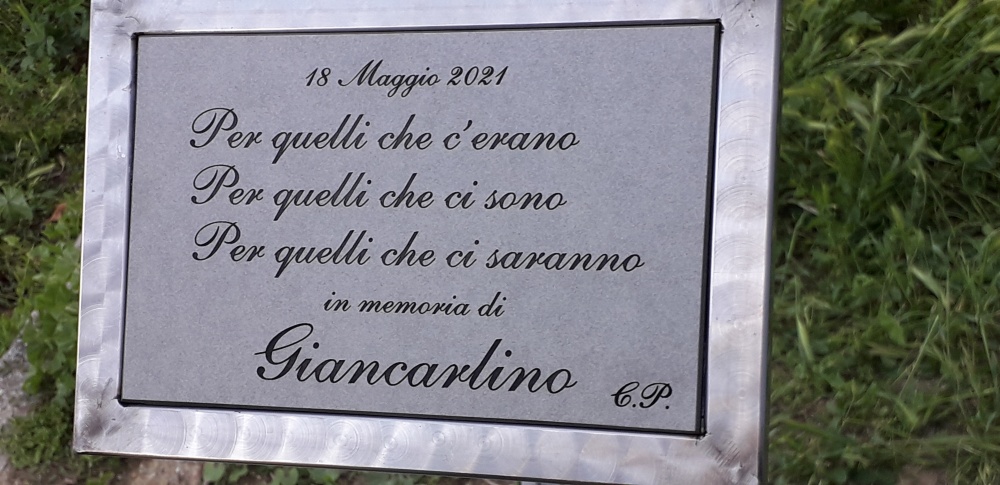 18 Maggio 2021
Per quelli che c'erano
Per quelli che ci sono
Per quelli che ci saranno
in memoria di
Giancarlino
C.P.